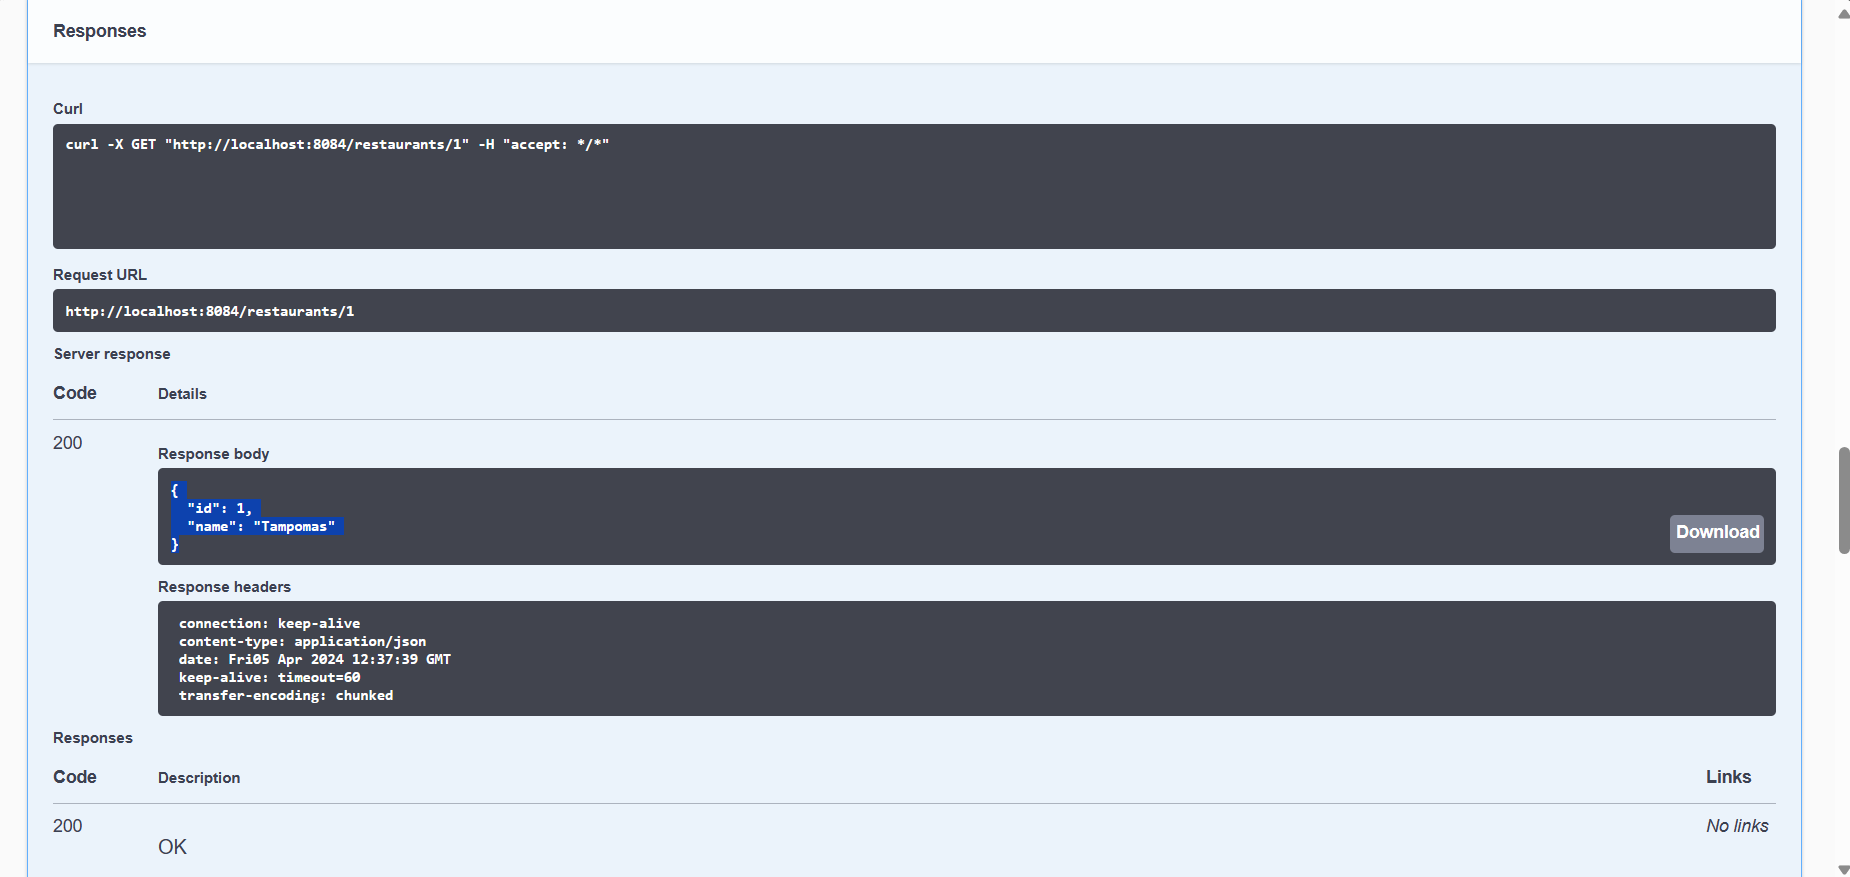 Responses
Curl
curl -X GET "http://localhost:8084/restaurants/1" -H "accept: */*"
Request URL
http://localhost:8084/restaurants/1
Server response
Code Details
200
Response body
{
"id": 1,
"name": "Tampomas"
}
Download
Response headers
connection: keep-alive
content-type: application/json
date: Fri05 Apr 2024 12:37:39 GMT
keep-alive: timeout=60
transfer-encoding: chunked
Responses
Code Description Links
200 No links
OK